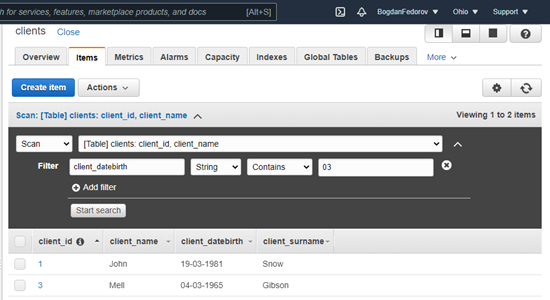 h for services, features, marketplace products, and docs [Alt+S] BogdanFedorov Ohio Support
clients Close
Overview Items Metrics Alarms Capacity Indexes Global Tables Backups More
Create item Actions
Scan: [Table] clients: client_id, client_name Viewing 1 to 2 items
Scan [Table] clients: client_id, client_name
Filter client_datebirth String Contains 03
Add filter
Start search
client_id client_name client_datebirth client_surname
1 John 19-03-1981 Snow
3 Mell 04-03-1965 Gibson